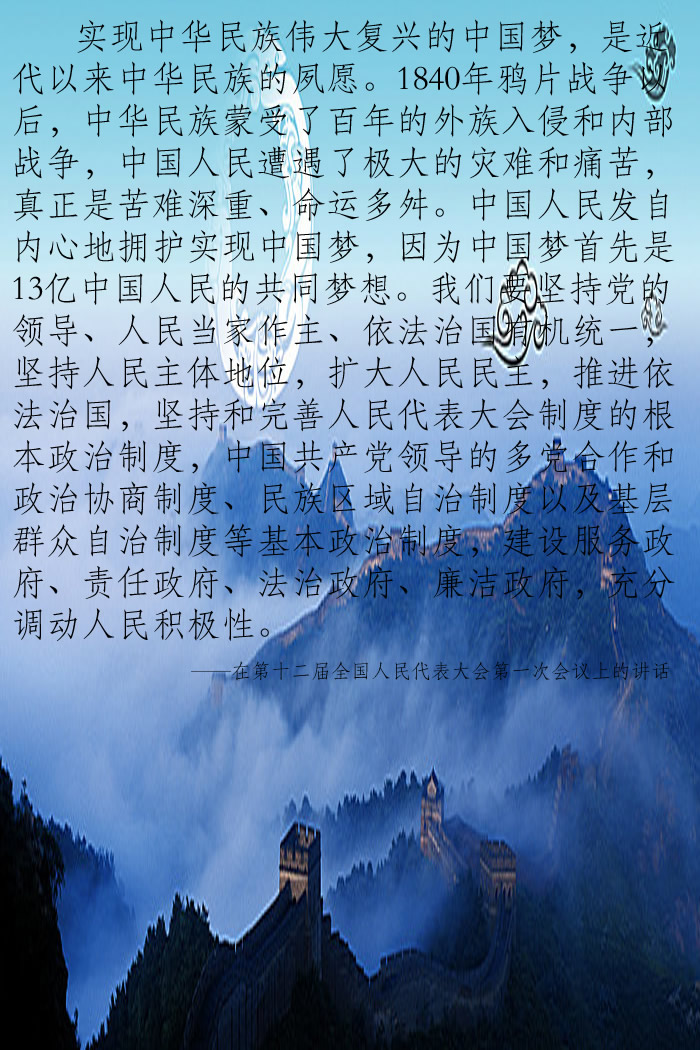 实现中华民族伟大复兴的中国梦，是近
代以来中华民族的夙愿。1840年鸦片战争以
后，中华民族蒙受了百年的外族入侵和内部
战争，中国人民遭遇了极大的灾难和痛苦，
真正是苦难深重、命运多舛。中国人民发自
内心地拥护实现中国梦，因为中国梦首先是
13亿中国人民的共同梦想。我们要坚持党的
领导、人民当家作主、依法治国有机统一，
坚持人民主体地位，扩大人民民主，推进依
法治国，坚持和完善人民代表大会制度的根
本政治制度，中国共产党领导的多党合作和
政治协商制度、民族区域自治制度以及基层
群众自治制度等基本政治制度，建设服务政
府、责任政府、法治政府、廉洁政府，充分
调动人民积极性。
——在第十二届全国人民代表大会第一次会议上的讲话